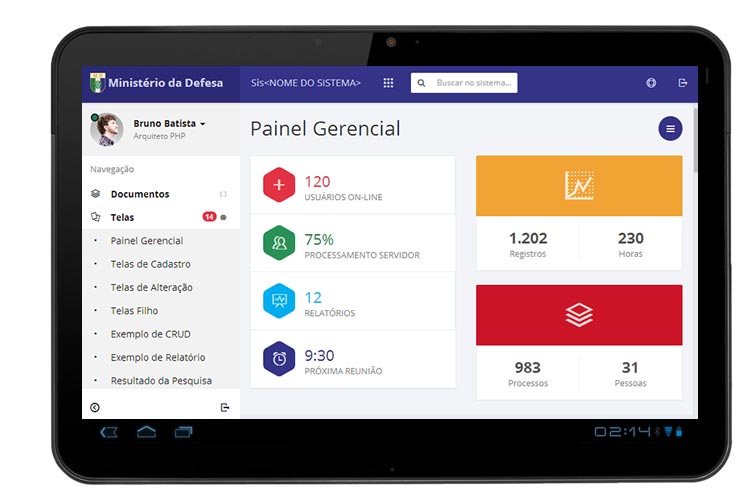 Ministério da Defesa
Sis<NOME DO SISTEMA>
Buscar no sistema...
Bruno Batista
Arquiteto PHP
Painel Gerencial
Navegação
Documentos
Telas 14
Painel Gerencial
Telas de Cadastro
Telas de Alteração
Telas Filho
Exemplo de CRUD
Exemplo de Relatório
Resultado da Pesquisa
120
USUÁRIOS ON-LINE
75%
PROCESSAMENTO SERVIDOR
12
RELATÓRIOS
9:30
PRÓXIMA REUNIÃO
1.202 230
Registros Horas
983 31
Processos Pessoas
02:14